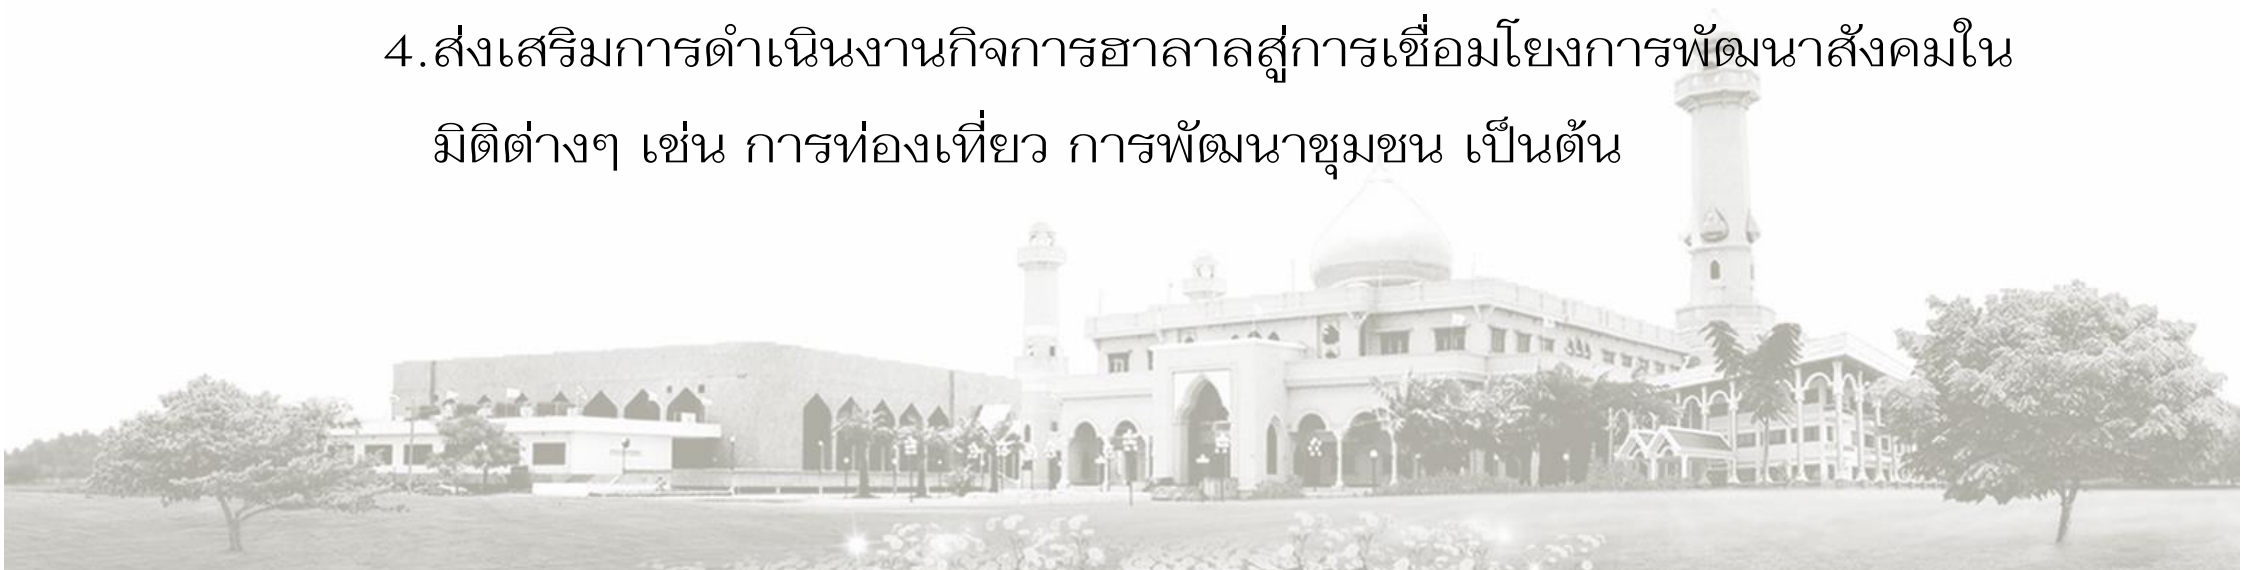 4.ส่งเสริมการดำเนินงานกิจการฮาลาลสู่การเชื่อมโยงการพัฒนาสังคมใน
มิติต่างๆ เช่น การท่องเที่ยว การพัฒนาชุมชน เป็นต้น